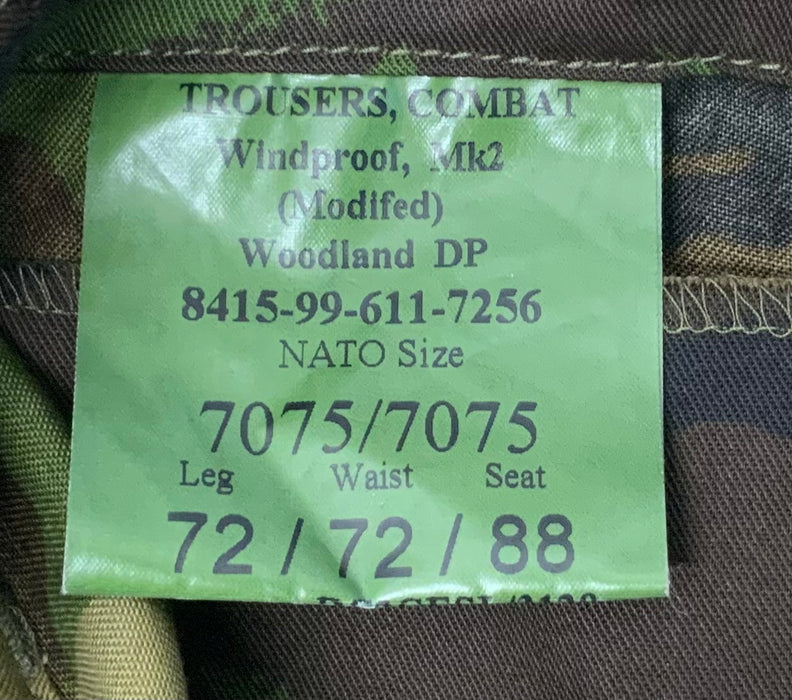 TROUSERS, COMBAT
Windproof, Mk2
(Modifed)
Woodland DP
8415-99-611-7256
NATO Size
7075/7075
Leg Waist Seat
72 / 72 / 88